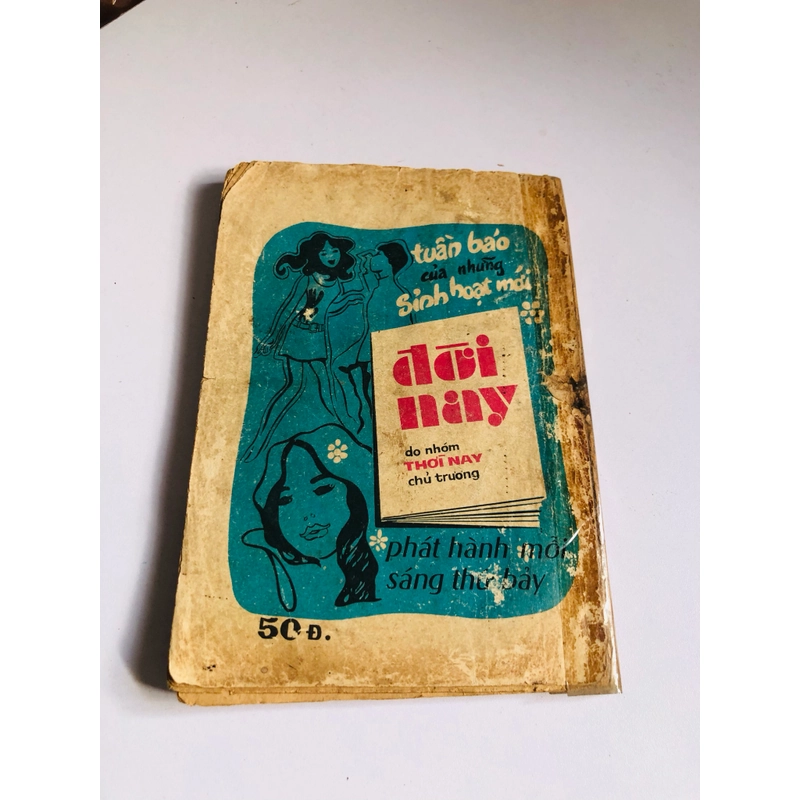 tuần báo
của những
sinh hoạt mới
đời
nay
do nhóm
THỜI NAY
chủ trương
phát hành mỗi
sáng thứ bảy
50 Đ.